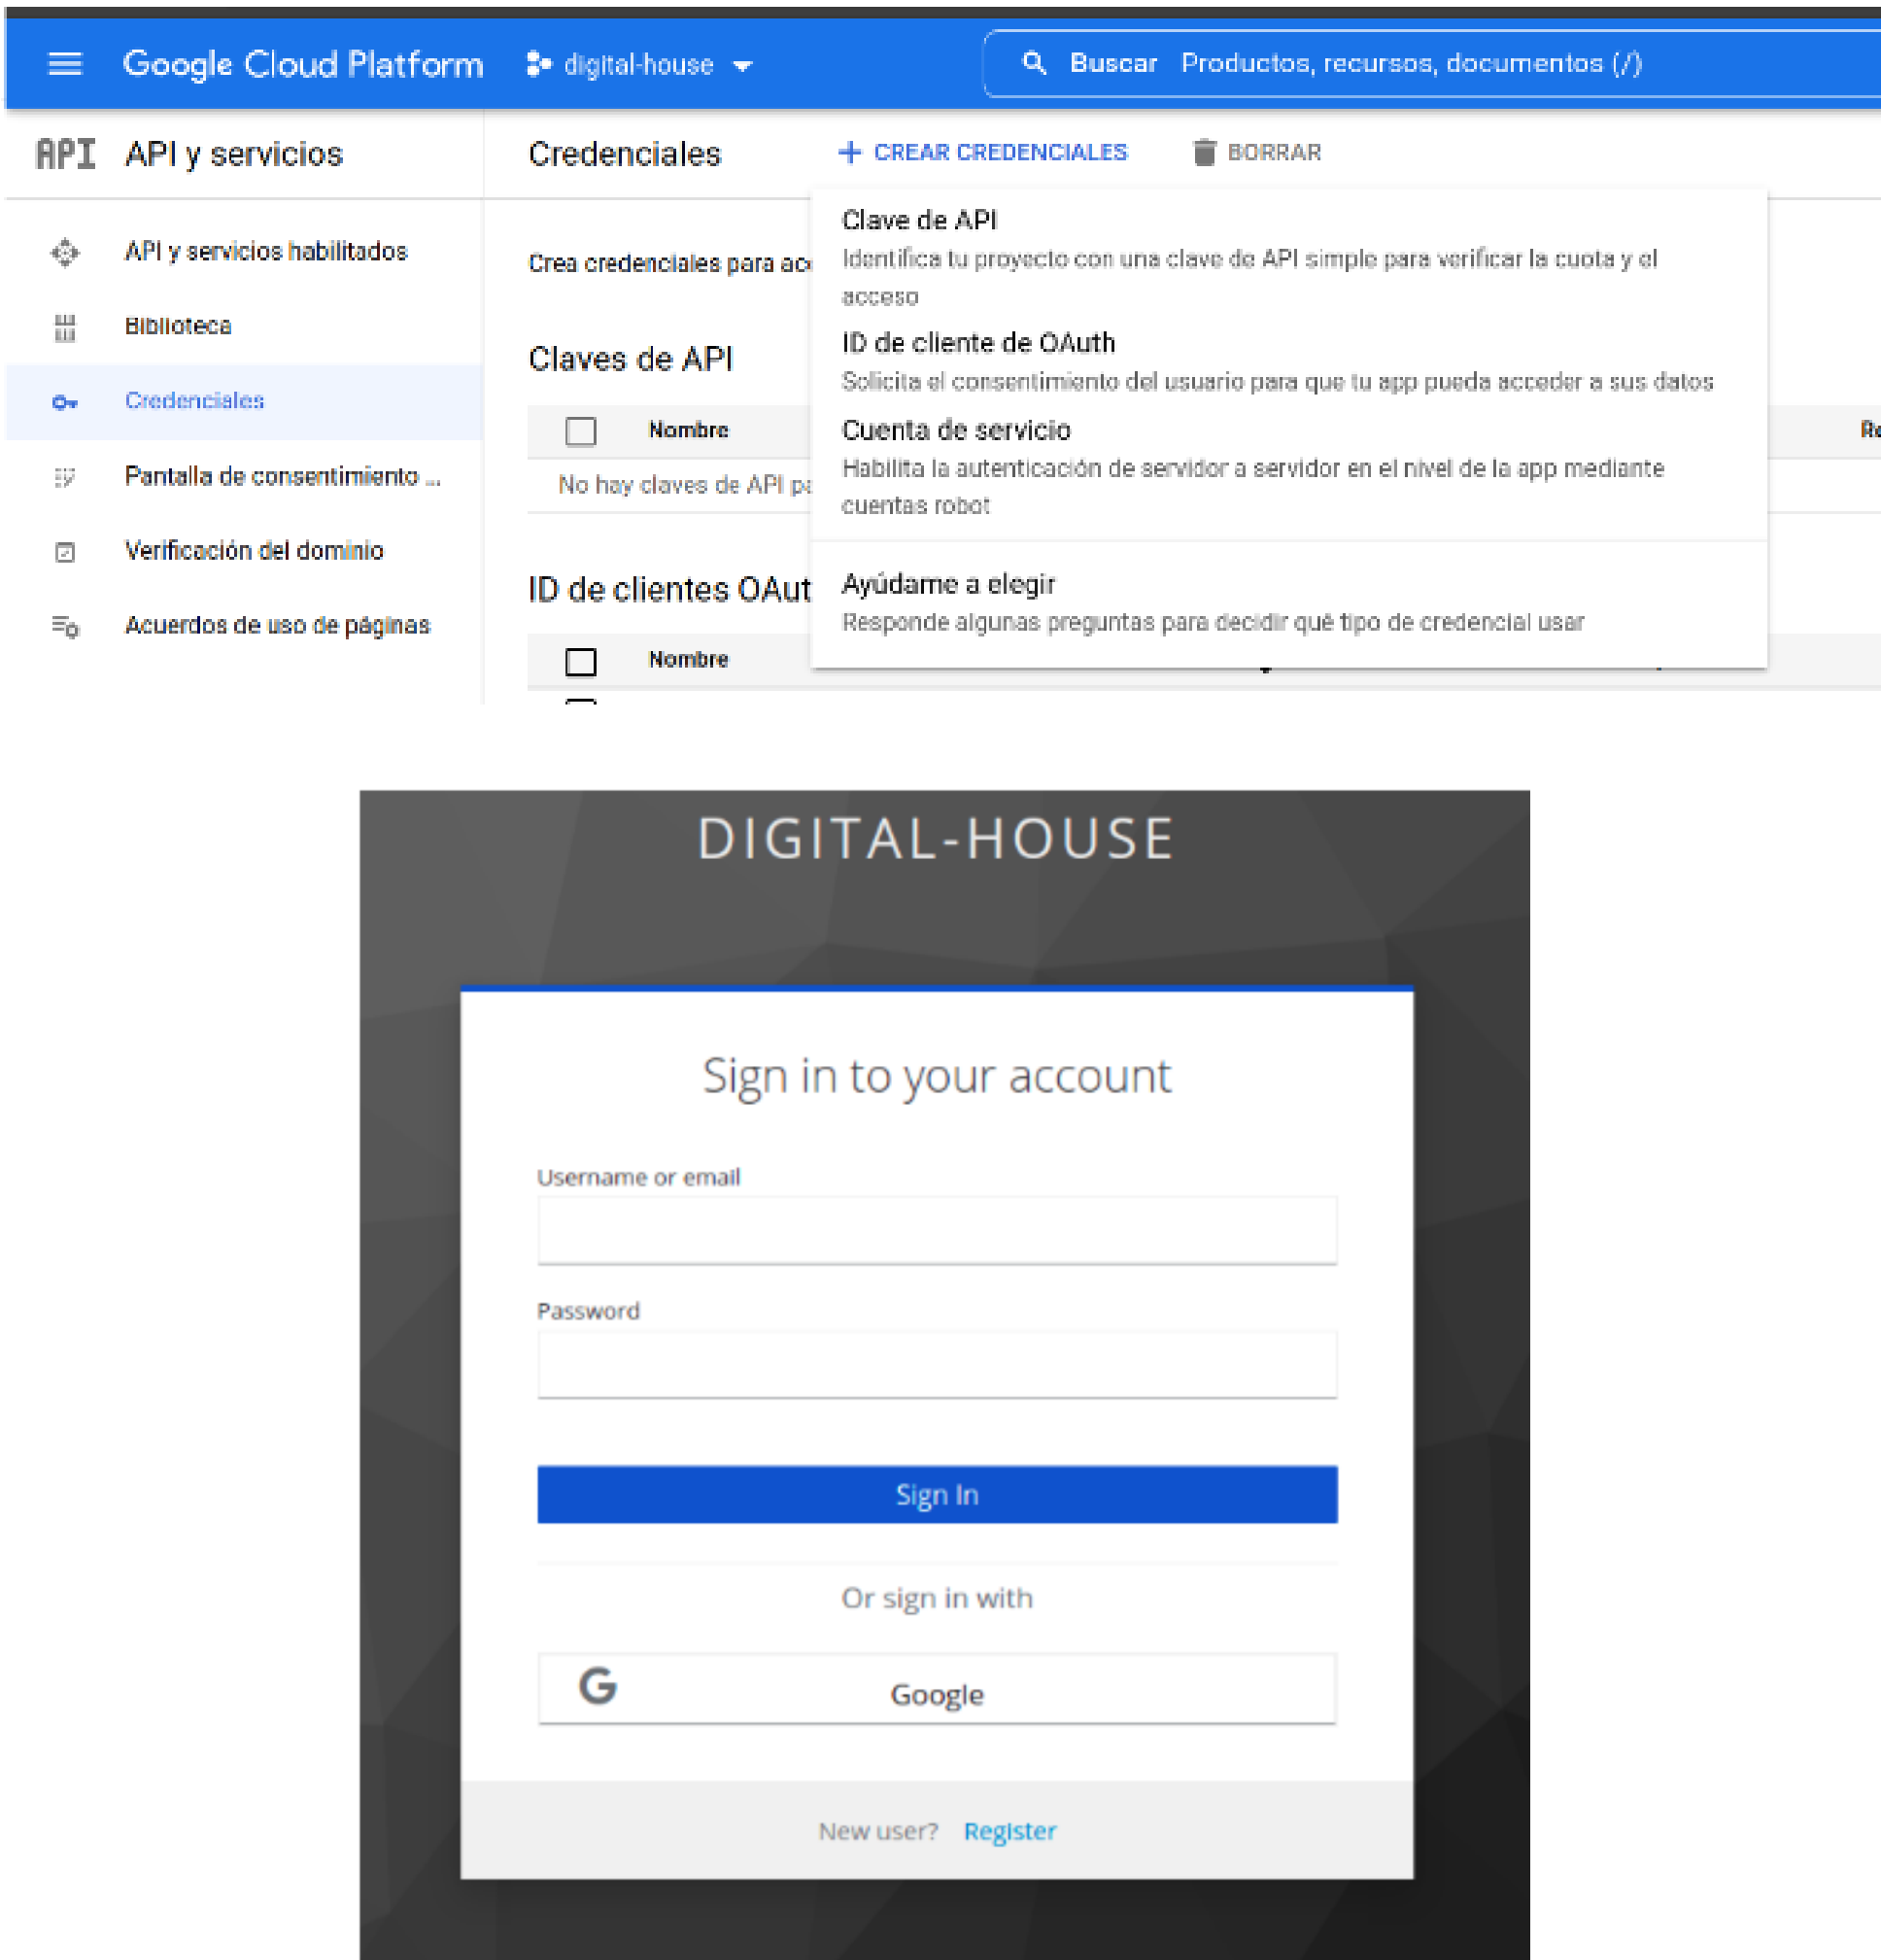 Google Cloud Platform digital-house Buscar Productos, recursos, documentos (/)
API API y servicios
Credenciales + CREAR CREDENCIALES BORRAR
API y servicios habilitados
Biblioteca
Credenciales
Pantalla de consentimiento ...
Verificación del dominio
Acuerdos de uso de páginas
Crea credenciales para
Claves de API
Nombre
No hay claves de API
ID de clientes
Nombre
Clave de API
Identifica tu proyecto con una clave de API simple para verificar la cuota y el
acceso
ID de cliente de OAuth
Solicita el consentimiento del usuario para que tu app pueda acceder a sus datos
Cuenta de servicio
Habilita la autenticación de servidor a servidor en el nivel de la app mediante
cuentas robot
Ayúdame a elegir
Responde algunas preguntas para decidir qué tipo de credencial usar
DIGITAL-HOUSE
Sign in to your account
Username or email
Password
Sign In
Or sign in with
G Google
New user? Register